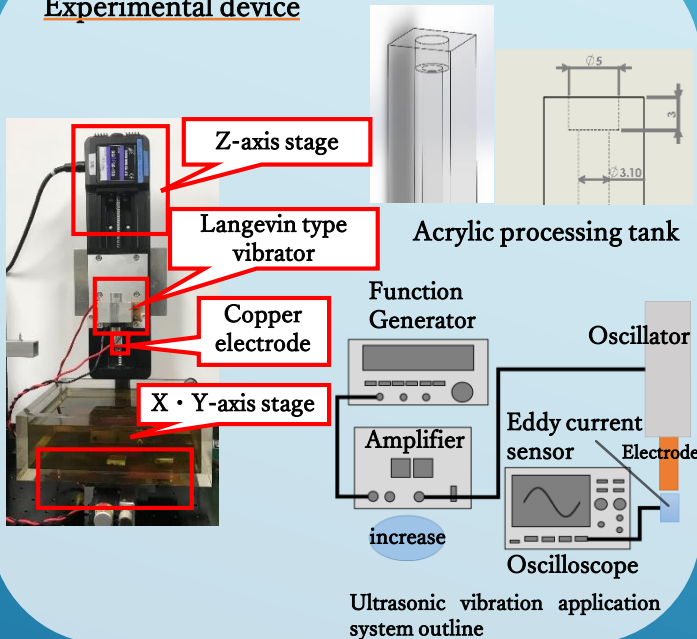 Experimental device
Z-axis stage
Langevin type
vibrator
Copper
electrode
X・Y-axis stage
∅5
3
∅3.10
Acrylic processing tank
Function
Generator
Oscillator
Amplifier
Eddy current
sensor
Electrode
increase
Oscilloscope
Ultrasonic vibration application
system outline